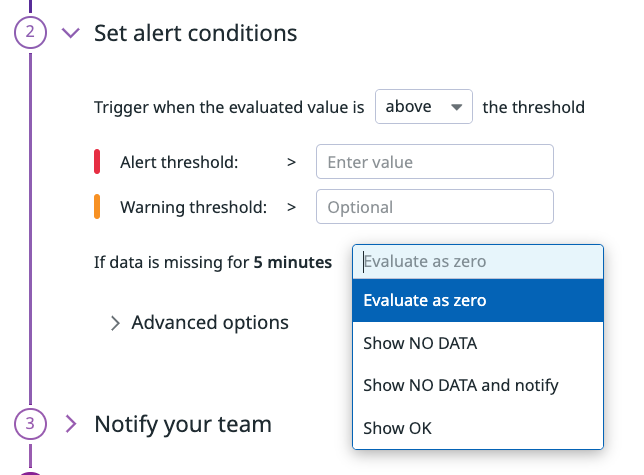 2 Set alert conditions
Trigger when the evaluated value is above the threshold
Alert threshold: > Enter value
Warning threshold: > Optional
If data is missing for 5 minutes Evaluate as zero
Evaluate as zero
Advanced options
Show NO DATA
Show NO DATA and notify
3 Notify your team
Show OK